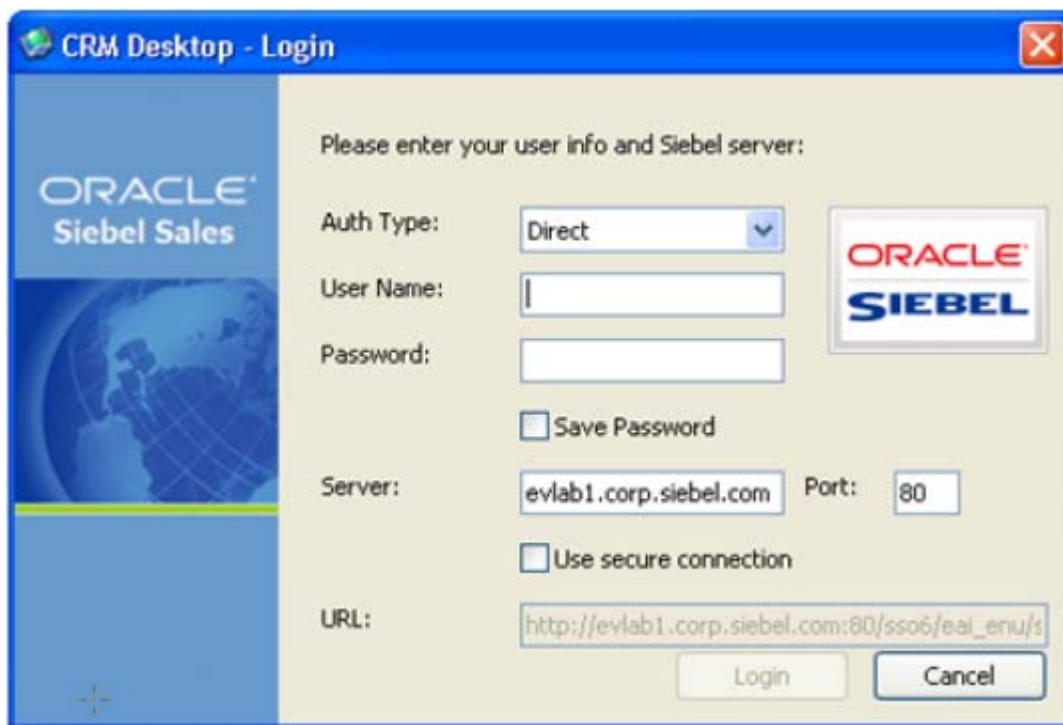 CRM Desktop - Login
ORACLE
Siebel Sales
Please enter your user info and Siebel server:
Auth Type:
Direct
ORACLE
SIEBEL
User Name:
Password:
Save Password
Server:
evlab1.corp.siebel.com
Port:
80
Use secure connection
URL:
http://evlab1.corp.siebel.com:80/sso6/eai_enu/s
Login
Cancel